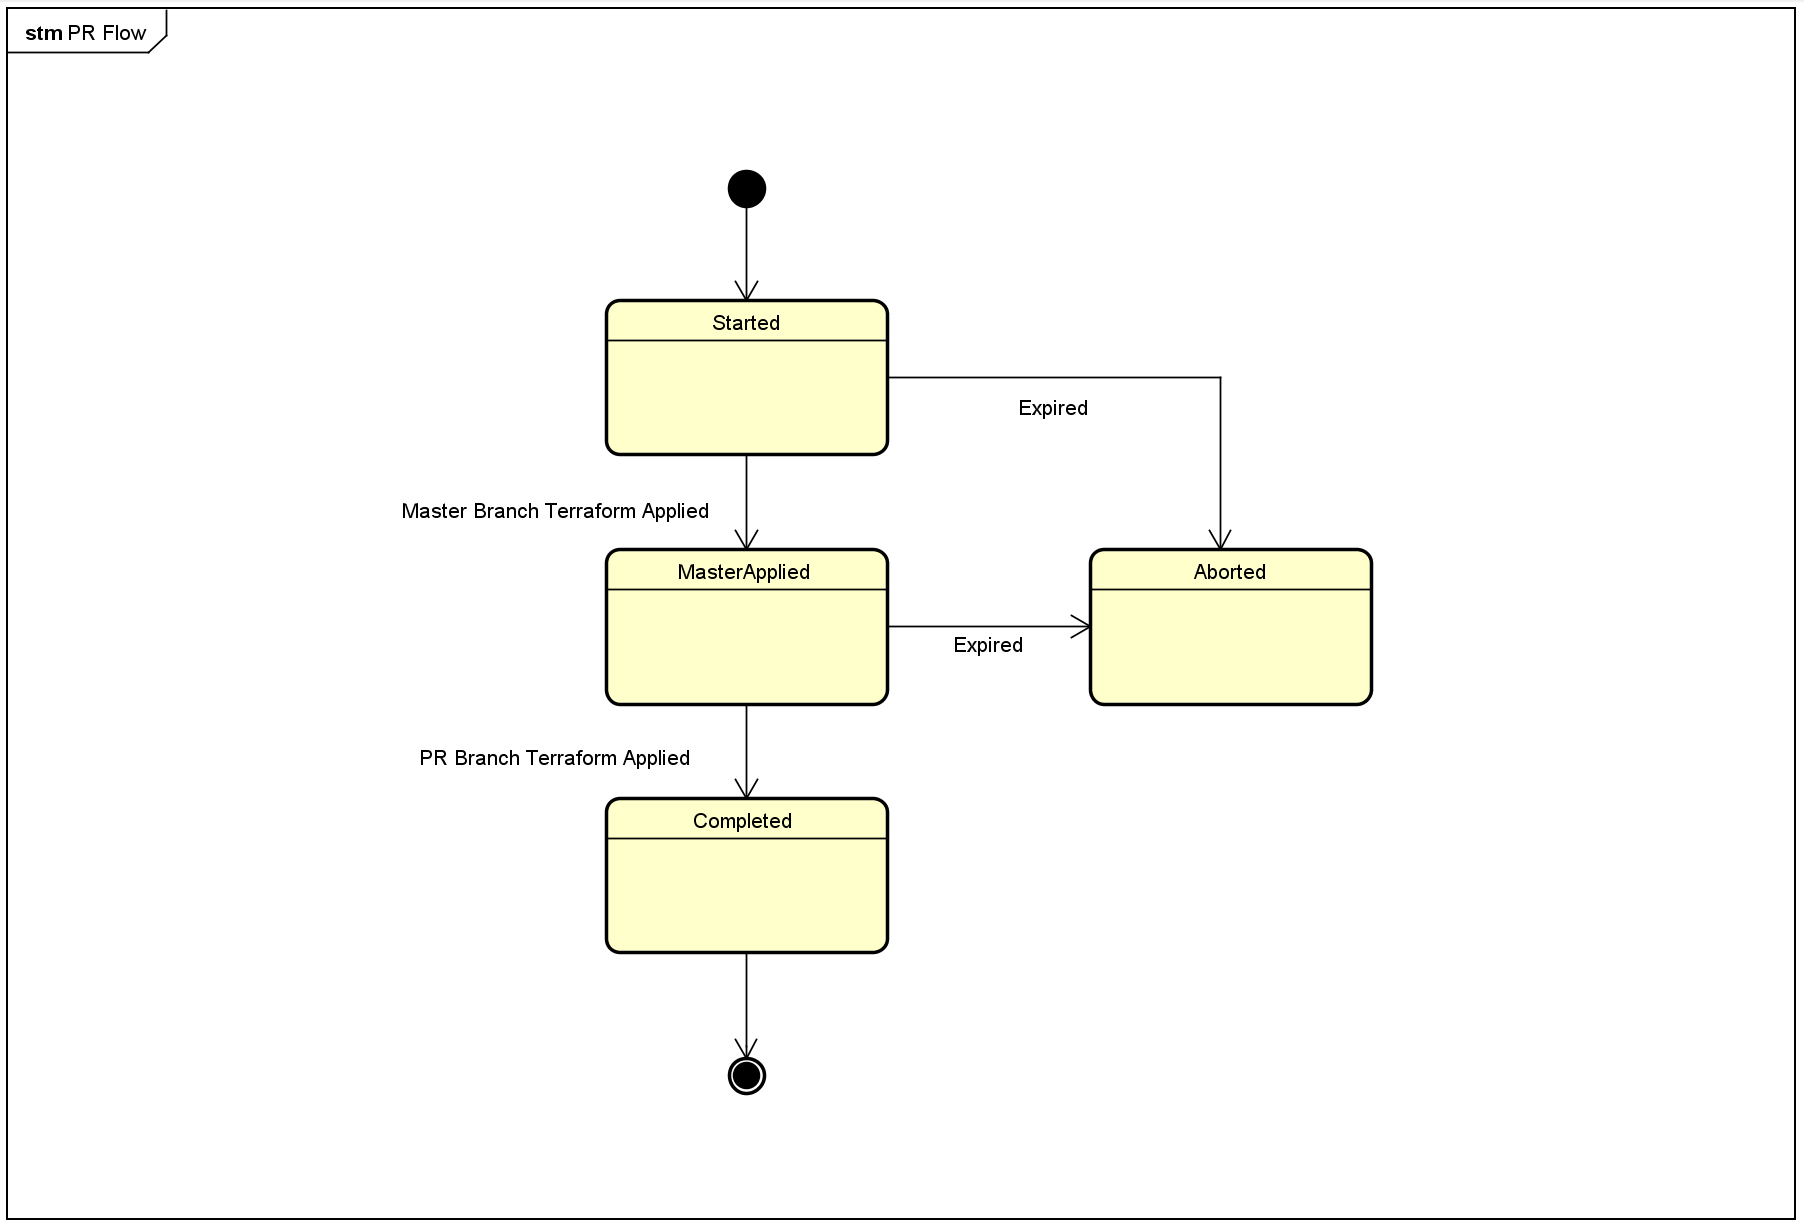 stm PR Flow
Started
Expired
Master Branch Terraform Applied
MasterApplied
Aborted
Expired
PR Branch Terraform Applied
Completed